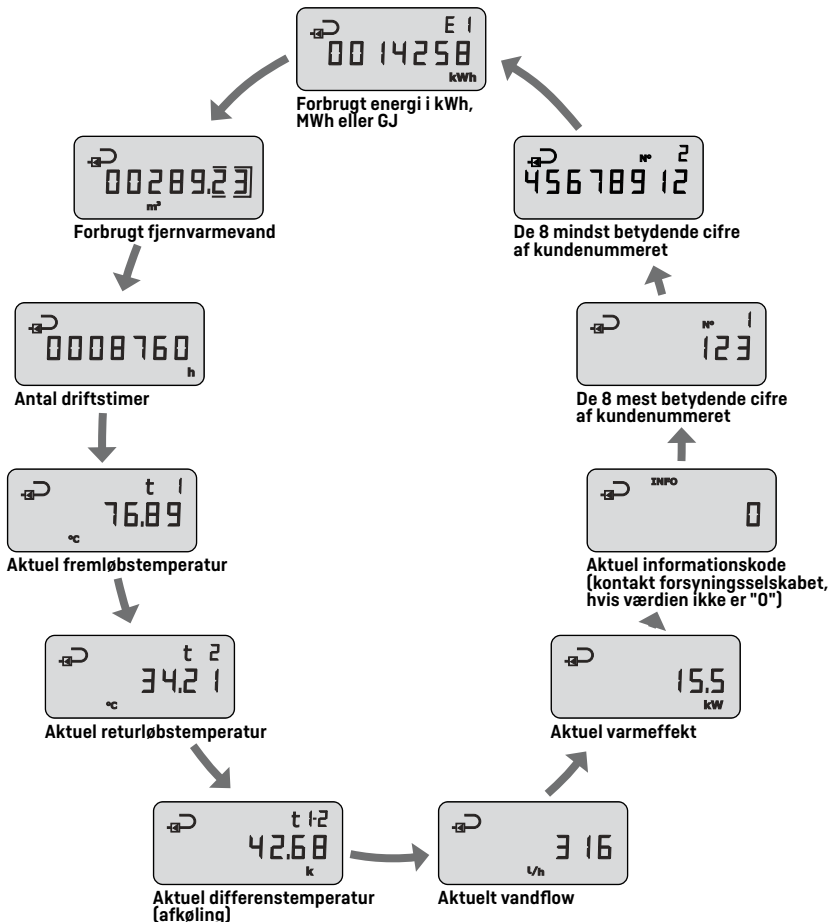 E 1
0014258
kWh
Forbrugt energi i kWh,
MWh eller GJ
00289.23
m³
Forbrugt fjernvarmevand
0008760
h
Antal driftstimer
t 1
76.89
°C
Aktuel fremløbstemperatur
t 2
34.21
°C
Aktuel returløbstemperatur
t1-2
42.68
k
Aktuel differenstemperatur
(afkøling)
316
l/h
Aktuelt vandflow
15.5
kW
Aktuel varmeffekt
INFO
0
Aktuel informationskode
(kontakt forsyningsselskabet,
hvis værdien ikke er "0")
N° 1
123
De 8 mest betydende cifre
af kundenummeret
N° 2
45678912
De 8 mindst betydende cifre
af kundenummeret